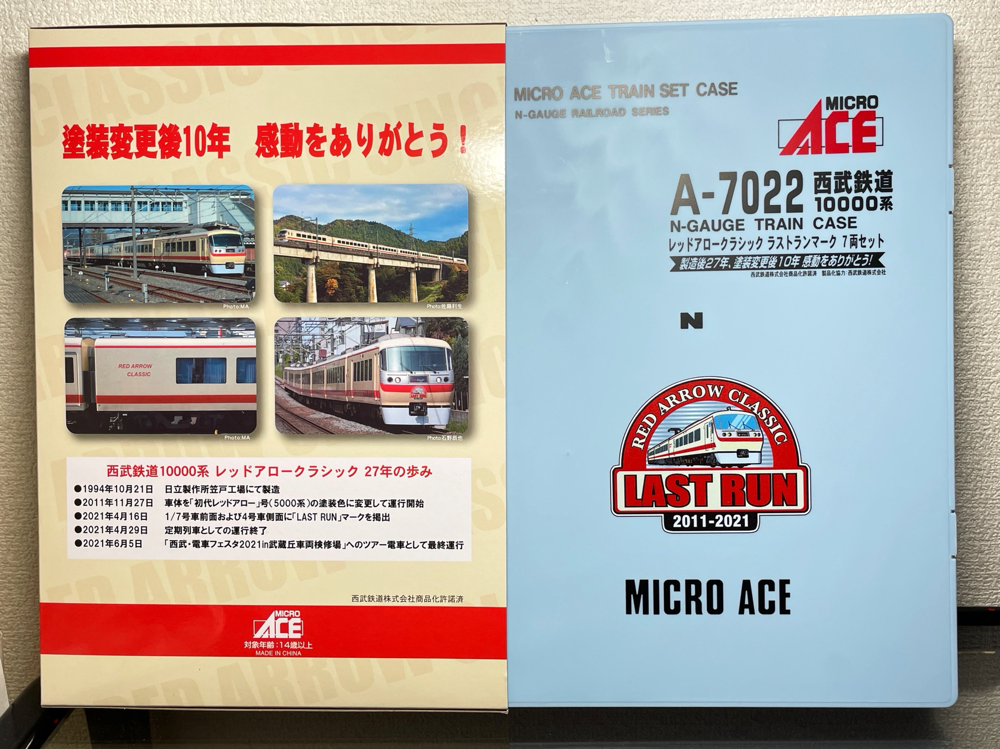 塗装変更後10年 感動をありがとう!
Photo:MA
Photo:佐藤利生
RED ARROW
CLASSIC
Photo:MA
LAST RUN
Photo:石野岳也
西武鉄道10000系 レッドアロークラシック 27年の歩み
●1994年10月21日 日立製作所笠戸工場にて製造
●2011年11月27日 車体を「初代レッドアロー」号(5000系)の塗装色に変更して運行開始
●2021年4月16日 1/7号車前面および4号車側面に「LAST RUN」マークを掲出
●2021年4月29日 定期列車としての運行終了
●2021年6月5日 「西武・電車フェスタ2021in武蔵丘車両検修場」へのツアー電車として最終運行
西武鉄道株式会社商品化許諾済
MICRO
ACE
対象年齢:14歳以上
MADE IN CHINA
MICRO ACE TRAIN SET CASE
N-GAUGE RAILROAD SERIES
MICRO
ACE
A-7022 西武鉄道
10000系
N-GAUGE TRAIN CASE
レッドアロークラシック ラストランマーク 7両セット
製造後27年、塗装変更後10年 感動をありがとう!
西武鉄道株式会社商品化許諾済 製品化協力 西武鉄道株式会社
N
RED ARROW CLASSIC
LAST RUN
2011-2021
MICRO ACE